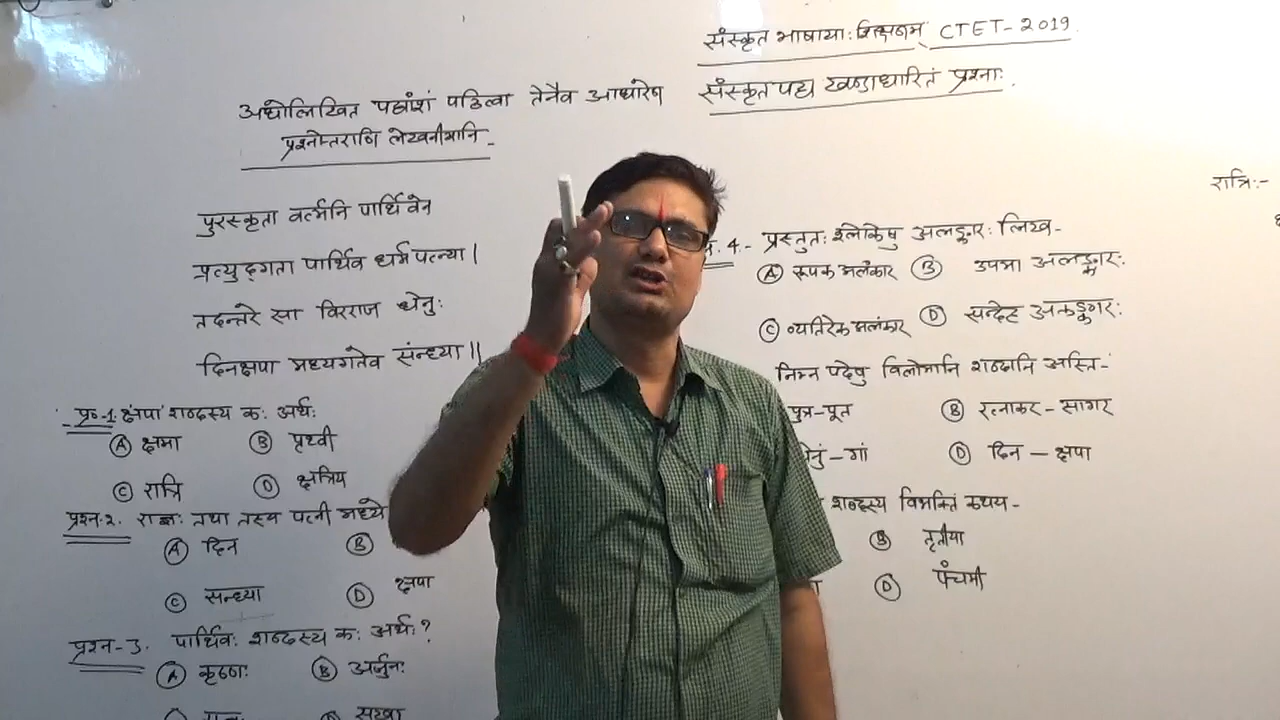 संस्कृत भाषाया: शिक्षणम् CTET-2019
संस्कृत पद्य खण्डाधारितं प्रश्ना:.
अधोलिखित पद्यांशं पठित्वा तेनैव आधारेण
प्रश्नोत्तराणि लेखनीयानि -
पुरस्कृता वर्त्मनि पार्थिवेन
प्रत्युद्गता पार्थिव धर्मपत्न्या।
तदन्तरे सा विरराज धेनु:
दिनक्षपा मध्यगतेव संन्ध्या॥
प्र०-1. क्षपा शब्दस्य क: अर्थ:
A क्षमा B पृथ्वी
C रात्रि D क्षत्रिय
प्रश्न-2. राज्ञ: तथा तस्य पत्नी मध्ये
A दिन B
C सन्ध्या D क्षपा
प्रश्न-3. पार्थिव: शब्दस्य क: अर्थ:?
A कृष्ण: B अर्जुन:
सखा
रात्रि:-
4.- प्रस्तुत: श्लोकेषु अलङ्कार: लिख-
A रूपक अलंकार B उपमा अलङ्कार:
C व्यतिरेक अलंकार D सन्देह अलङ्कार:
निम्न पदेषु विलोमानि शब्दानि अस्ति-
पुत्र-पूत B रत्नाकर - सागर
नुं-गां D दिन - क्षपा
शब्दस्य विभक्तिं कथय-
B तृतीया
D पंचमी